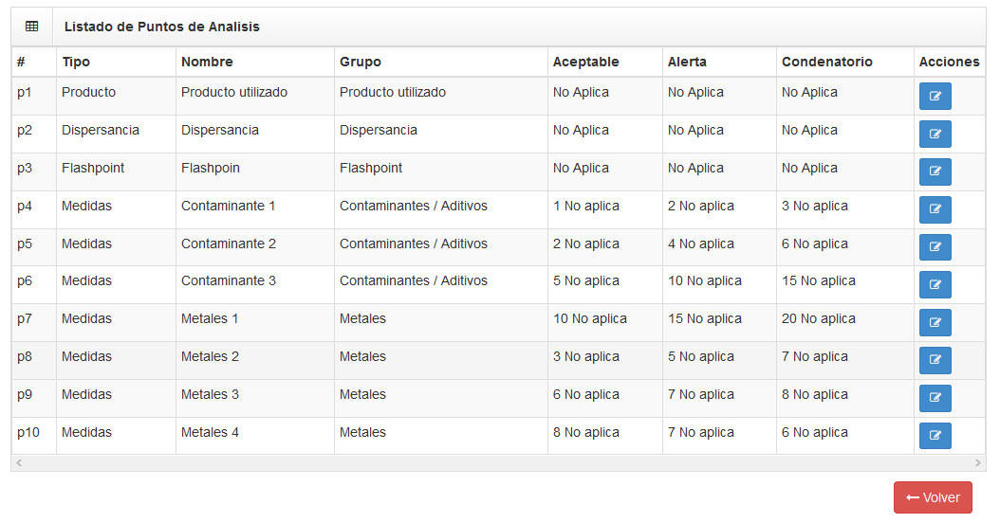 Listado de Puntos de Analisis
# Tipo Nombre Grupo Aceptable Alerta Condenatorio Acciones
p1 Producto Producto utilizado Producto utilizado No Aplica No Aplica No Aplica
p2 Dispersancia Dispersancia Dispersancia No Aplica No Aplica No Aplica
p3 Flashpoint Flashpoin Flashpoint No Aplica No Aplica No Aplica
p4 Medidas Contaminante 1 Contaminantes / Aditivos 1 No aplica 2 No aplica 3 No aplica
p5 Medidas Contaminante 2 Contaminantes / Aditivos 2 No aplica 4 No aplica 6 No aplica
p6 Medidas Contaminante 3 Contaminantes / Aditivos 5 No aplica 10 No aplica 15 No aplica
p7 Medidas Metales 1 Metales 10 No aplica 15 No aplica 20 No aplica
p8 Medidas Metales 2 Metales 3 No aplica 5 No aplica 7 No aplica
p9 Medidas Metales 3 Metales 6 No aplica 7 No aplica 8 No aplica
p10 Medidas Metales 4 Metales 8 No aplica 7 No aplica 6 No aplica
Volver